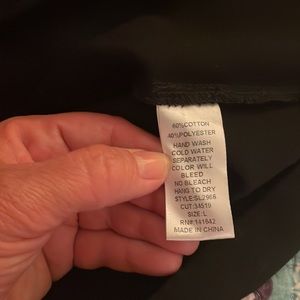 60%COTTON
40%POLYESTER
HAND WASH
COLD WATER
SEPARATELY
COLOR WILL
BLEED
NO BLEACH
HANG TO DRY
STYLE:SL2966
CUT:34519
SIZE:L
RN#:141642
MADE IN CHINA